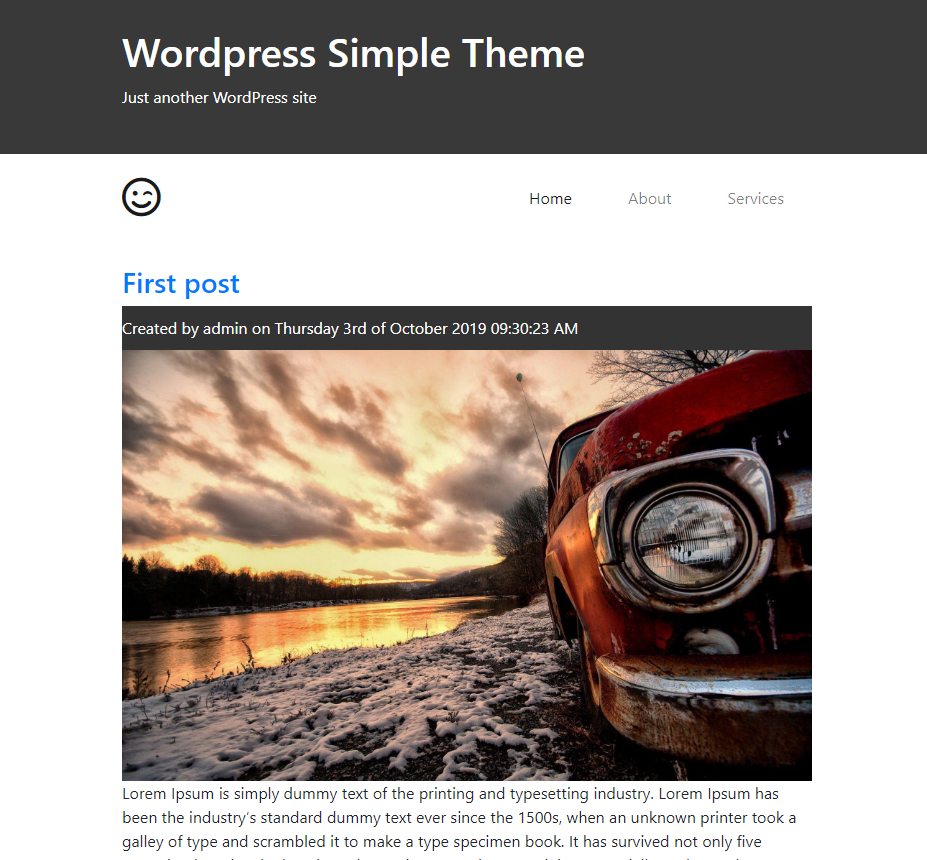 Wordpress Simple Theme
Just another WordPress site
Home About Services
First post
Created by admin on Thursday 3rd of October 2019 09:30:23 AM
Lorem Ipsum is simply dummy text of the printing and typesetting industry. Lorem Ipsum has
been the industry's standard dummy text ever since the 1500s, when an unknown printer took a
galley of type and scrambled it to make a type specimen book. It has survived not only five